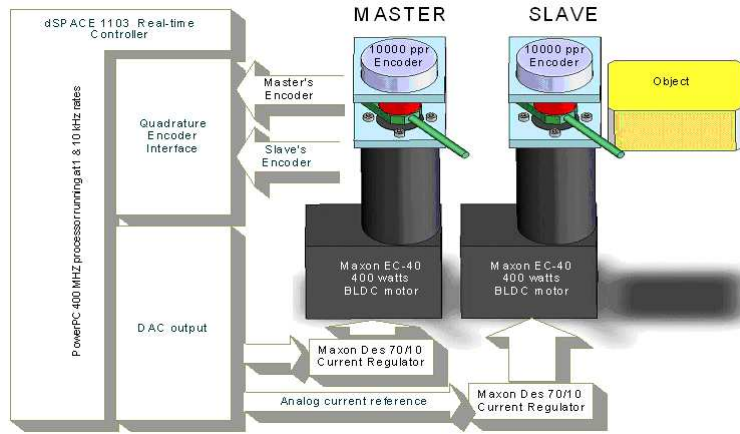 MASTER
SLAVE
dSPACE 1103 Real-time
Controller
PowerPC 400 MHZ processor running at 1 & 10 kHz rates
Quadrature
Encoder
Interface
Master's
Encoder
Slave's
Encoder
10000 ppr
Encoder
10000 ppr
Encoder
Object
Maxon EC-40
400 watts
BLDC motor
Maxon EC-40
400 watts
BLDC motor
DAC output
Maxon Des 70/10
Current Regulator
Analog current reference
Maxon Des 70/10
Current Regulator